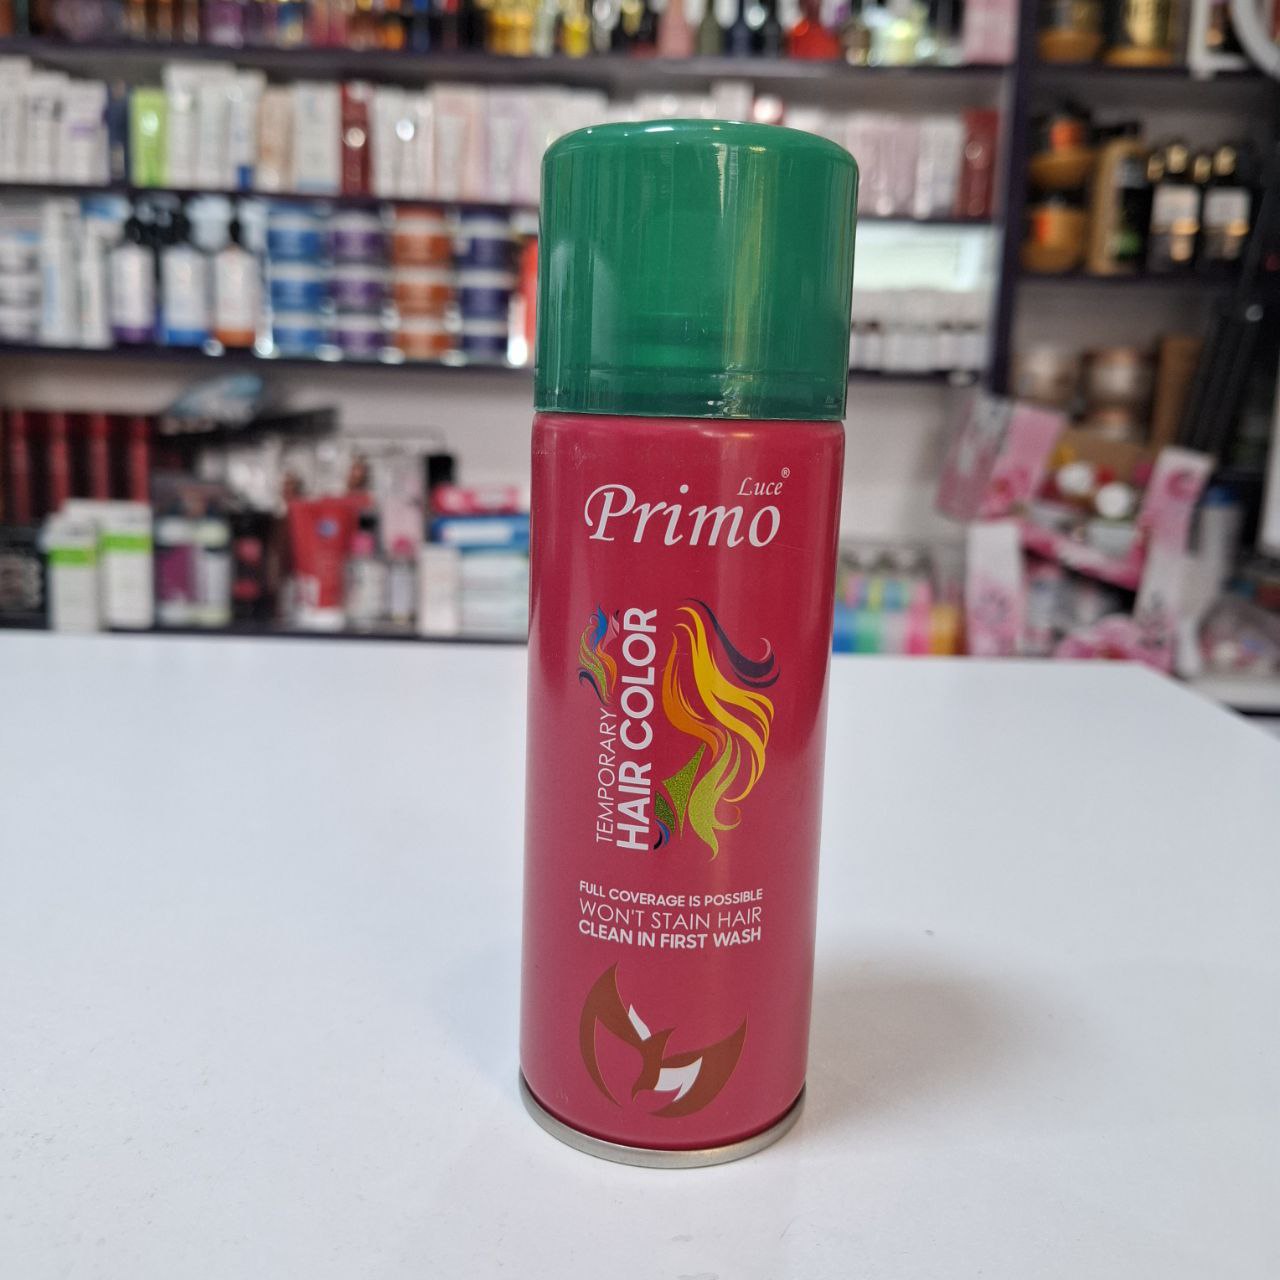 Luce®
Primo
TEMPORARY
HAIR COLOR
FULL COVERAGE IS POSSIBLE
WON'T STAIN HAIR
CLEAN IN FIRST WASH